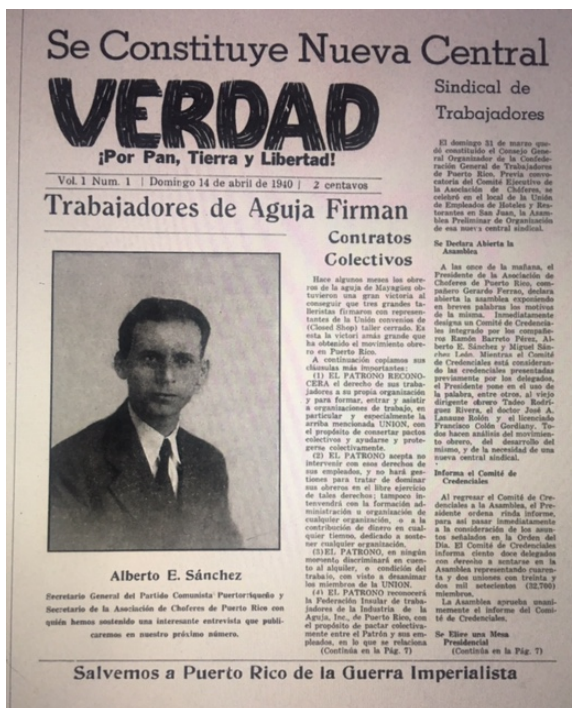 Se Constituye Nueva Central
Sindical de
Trabajadores
VERDAD
¡Por Pan, Tierra y Libertad!
Vol. 1 Num. 1 | Domingo 14 de abril de 1940 | 2 centavos
Trabajadores de Aguja Firman
Contratos
Colectivos
Hace algunos meses los obre-
ros de la aguja de Mayagüez ob-
tuvieron una gran victoria al
conseguir que tres grandes ta-
lleristas firmaron con represen-
tantes de la Unión convenios de
(Closed Shop) taller cerrado. Es
esta la victori amás grande que
ha obtenido el movimiento obre-
ro en Puerto Rico.
A continuación copiamos sus
cláusulas más importantes:
(1) EL PATRONO RECONO-
CERA el derecho de sus traba-
jadores a su propia organización
y para formar, entrar y asistir
a organizaciones de trabajo, en
particular y especialmente la
arriba mencionada UNION, con
el propósito de concertar pactos
colectivos y ayudarse y prote-
gerse colectivamente.
(2) EL PATRONO acepta no
intervenir con esos derechos de
sus empleados, y no hará ges-
tiones para tratar de dominar
sus obreros en el libre ejercicio
de tales derechos; tampoco in-
tenvendrá con la formación ad-
ministración u organización de
cualquier organización, o a la
contribución de dinero en cual-
quier tiempo, dedicado a soste-
ner cualquier organización.
(3) EL PATRONO, en ningún
momento discriminará en cuan-
to al alquiler, o condición del
trabajo, con vista a desanimar
los miembros de la UNION.
(4) EL PATRONO reconocerá
la Federación Insular de traba-
jadores de la Industria de la
Aguja, Inc., de Puerto Rico, con
el propósito de pactar colectiva-
mente entre el Patrón y sus em-
pleados, en lo que se relaciona
(Continúa en la Pág. 7)
Alberto E. Sánchez
Secretario General del Partido Comunista Puertorriqueño y
Secretario de la Asociación de Choferes de Puerto Rico con
quién hemos sostenido una interesante entrevista que publi-
caremos en nuestro próximo número.
El domingo 31 de marzo que-
dó constituído el Consejo Gene-
ral Organizador de la Confede-
ración General de Trabajadores
de Puerto Rico. Previa convo-
catoria del Comité Ejecutivo de
la Asociación de Chóferes, se
celebró en el local de la Unión
de Empleados de Hoteles y Res-
torantes en San Juan, la Asam-
blea Preliminar de Organización
de esa nueva central sindical.
Se Declara Abierta la
Asamblea
A las once de la mañana, el
Presidente de la Asociación de
Choferes de Puerto Rico, com-
pañero Gerardo Ferrao, declara
abierta la asamblea exponiendo
en breves palabras los motivos
de la misma. Inmediatamente
designa un Comité de Credencia-
les integrado por los compañe-
ros Ramón Barreto Pérez, Al-
berto E. Sánchez y Miguel Sán-
chez León. Mientras el Comité
de Credenciales está consideran-
do las credenciales presentadas
previamente por los delegados,
el Presidente pone en el uso de
la palabra, entre otros, al viejo
dirigente obrero Tadeo Rodrí-
guez Rivera, el doctor José A.
Lanauze Rolón y el licenciado
Francisco Colón Gordiany. To-
dos hacen análisis del movimien-
to obrero, del desarrollo del
mismo, y de la necesidad de una
nueva central sindical.
Informa el Comité de
Credenciales
Al regresar el Comité de Cre-
denciales a la Asamblea, el Pre-
sidente ordena rinda informe,
para así pasar inmediatamente
a la consideración de los asun-
tos señalados en la Orden del
Día. El Comité de Credenciales
informa ciento doce delegados
con derecho a sentarse en la
Asamblea representando cuaren-
ta y dos uniones con treinta y
dos mil setecientos (32,700)
miembros.
La Asamblea aprueba unani-
memente el informe del Comi-
té de Credenciales.
Se Elice una Mesa
Presidencial
(Continúa en la Pág. 7)
Salvemos a Puerto Rico de la Guerra Imperialista